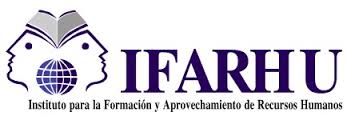 IFARHU
Instituto para la Formación y Aprovechamiento de Recursos Humanos